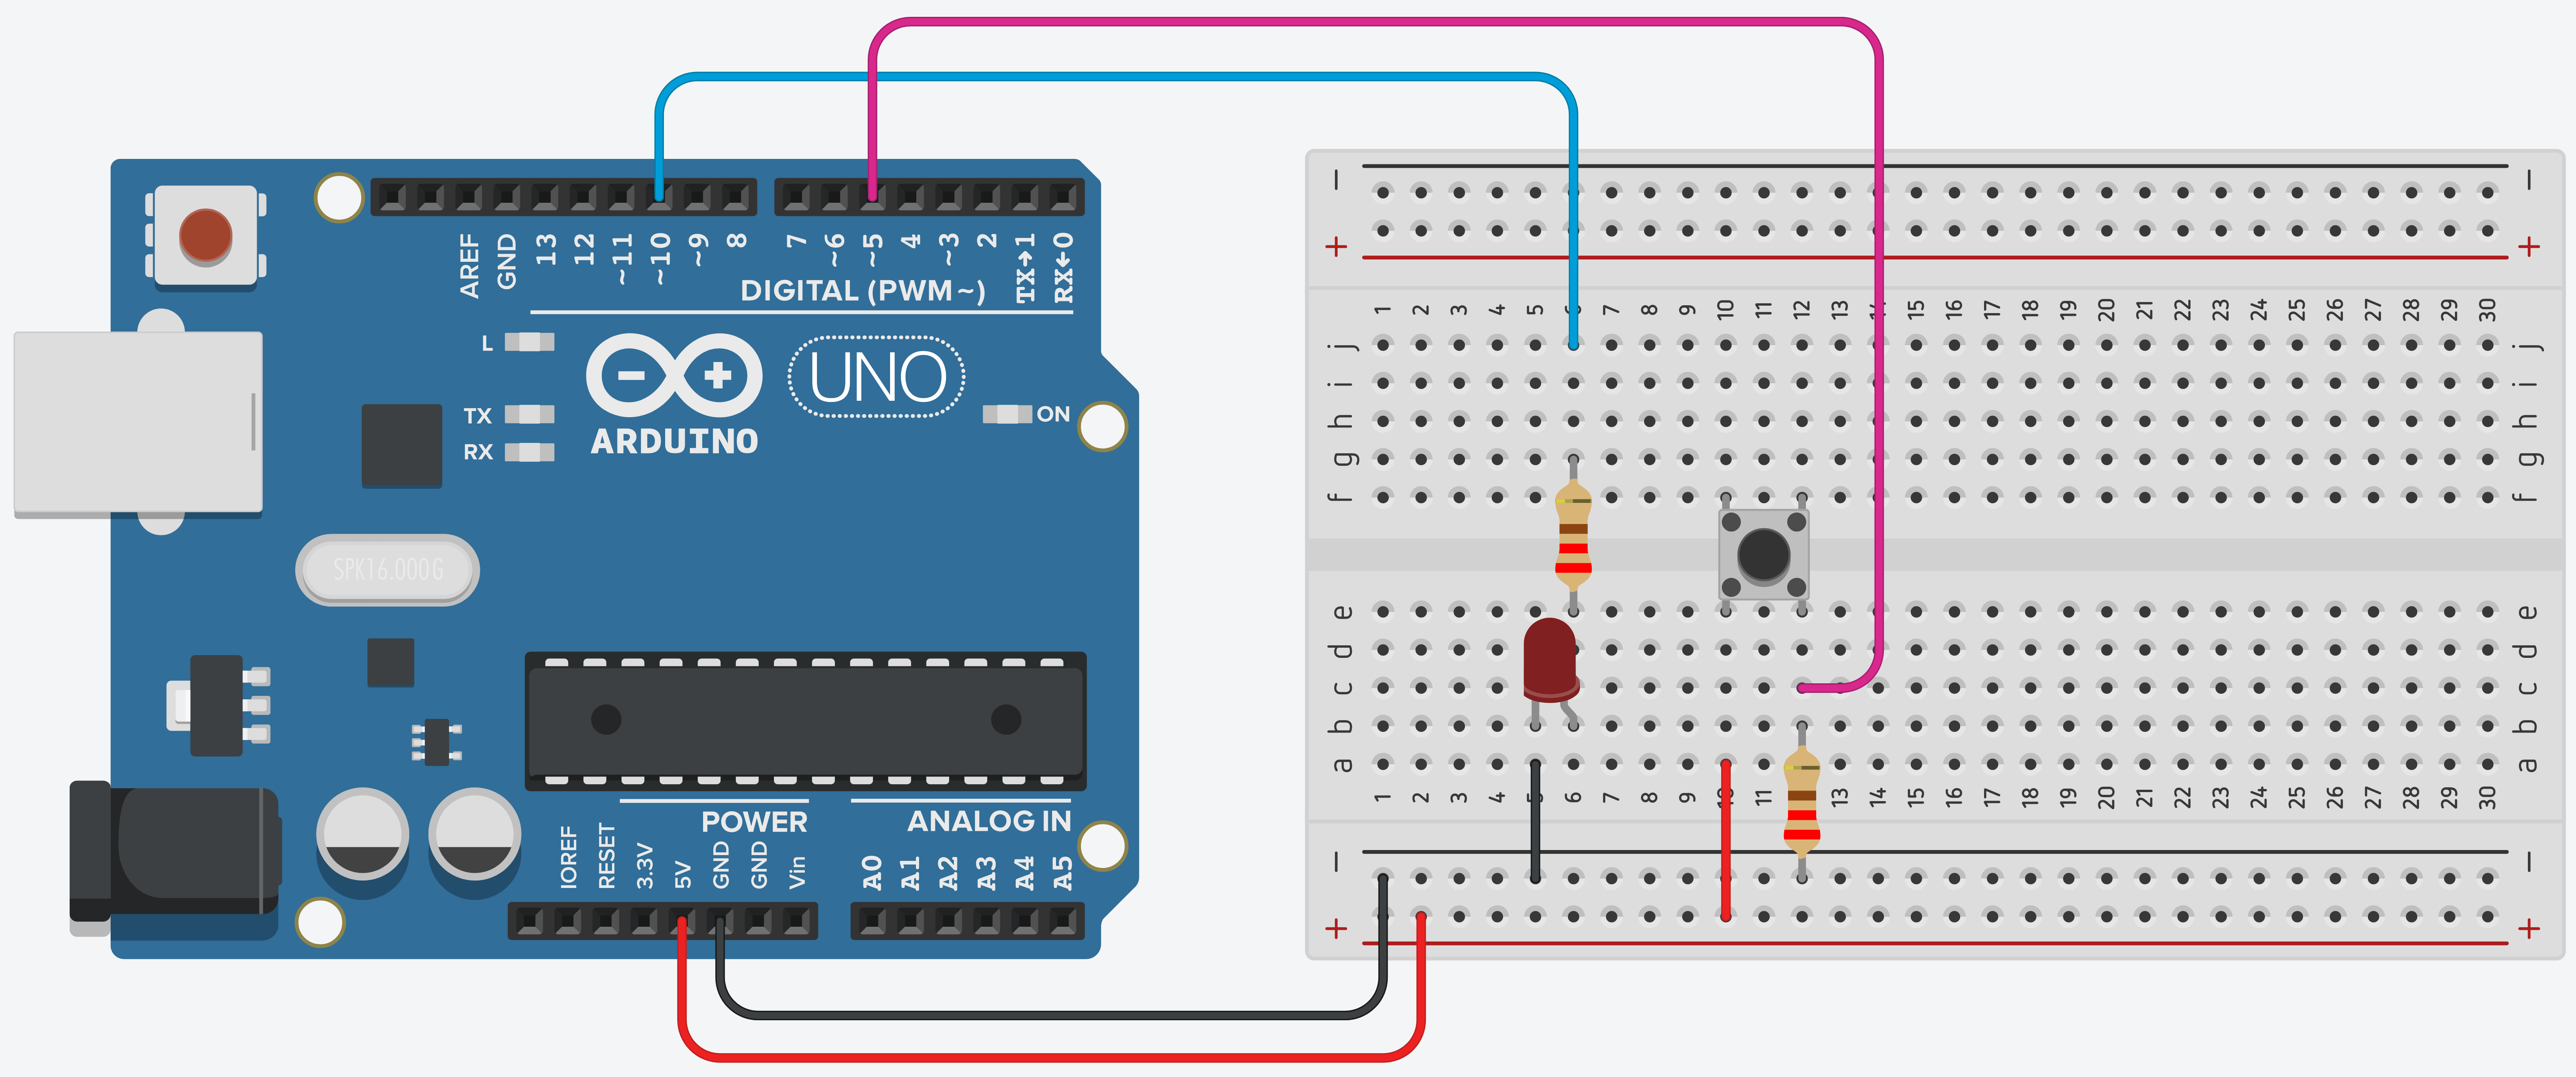 AREF GND 13 12 ~11 ~10 ~9 8 7 ~6 ~5 4 ~3 2 TX→1 RX←0
DIGITAL (PWM ~)
L
TX
RX
ARDUINO
UNO
ON
SPK16.000G
POWER
ANALOG IN
IOREF RESET 3.3V 5V GND GND Vin A0 A1 A2 A3 A4 A5
− −
+ +
1 2 3 4 5 6 7 8 9 10 11 12 13 14 15 16 17 18 19 20 21 22 23 24 25 26 27 28 29 30
j j
i i
h h
g g
f f
e e
d d
c c
b b
a a
1 2 3 4 5 6 7 8 9 10 11 13 14 15 16 17 18 19 20 21 22 23 24 25 26 27 28 29 30
− −
+ +